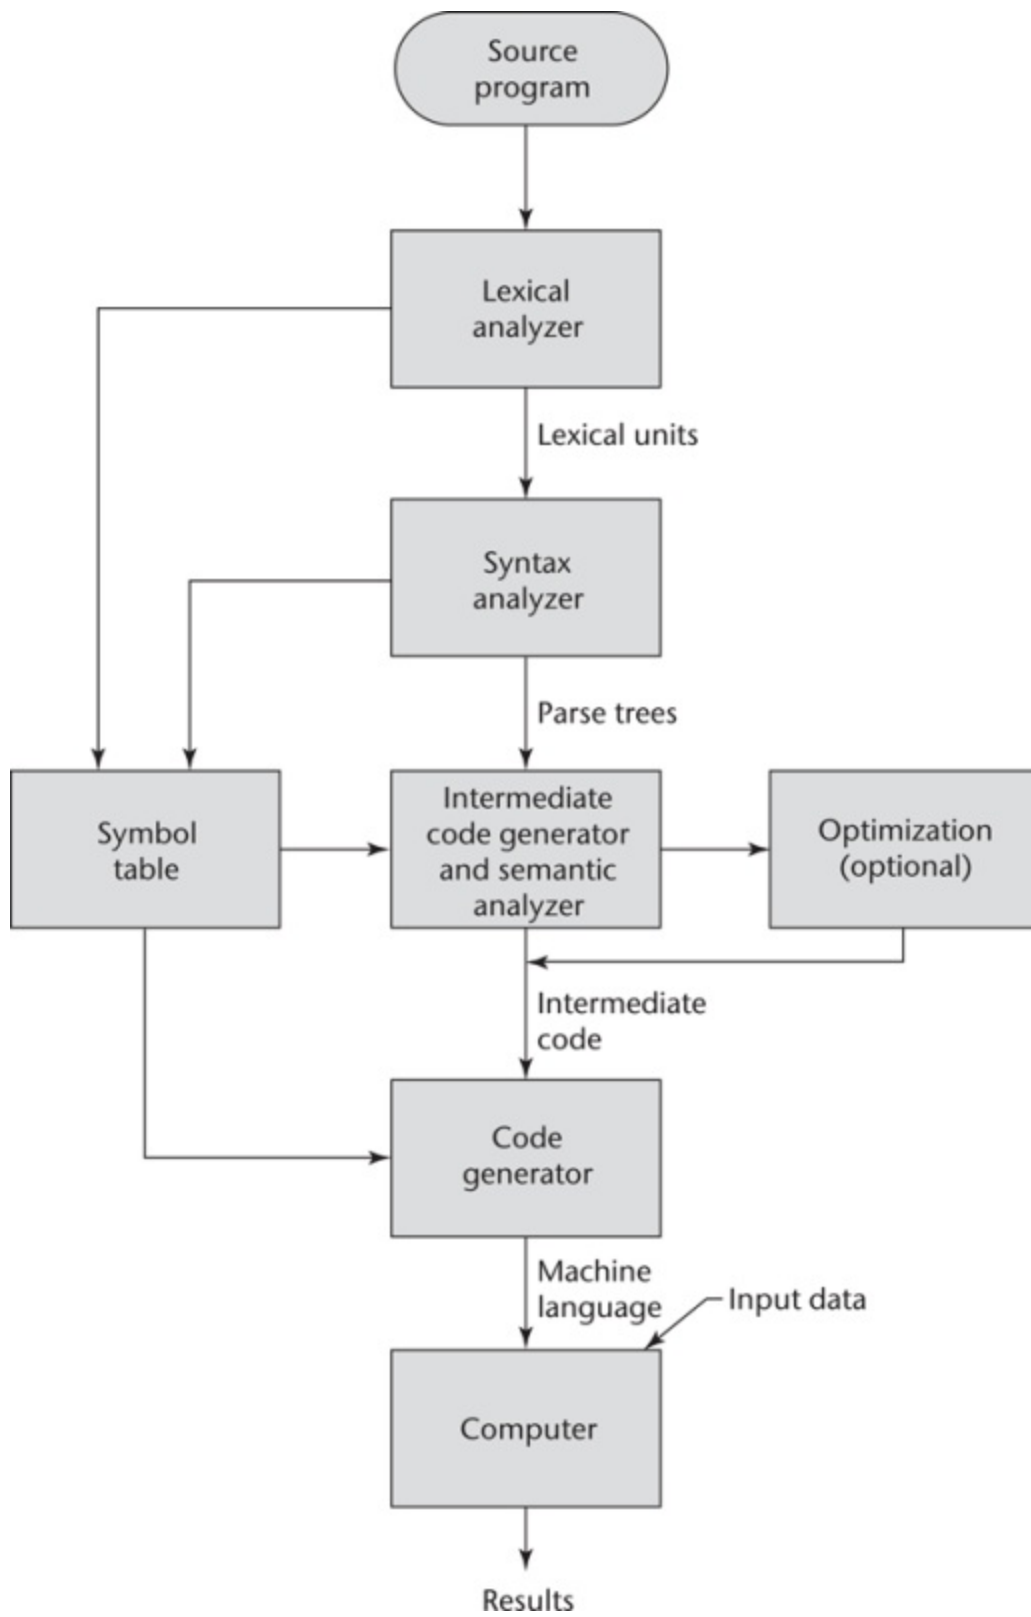 Source
program
Lexical
analyzer
Lexical units
Syntax
analyzer
Parse trees
Symbol
table
Intermediate
code generator
and semantic
analyzer
Optimization
(optional)
Intermediate
code
Code
generator
Machine
language
Input data
Computer
Results